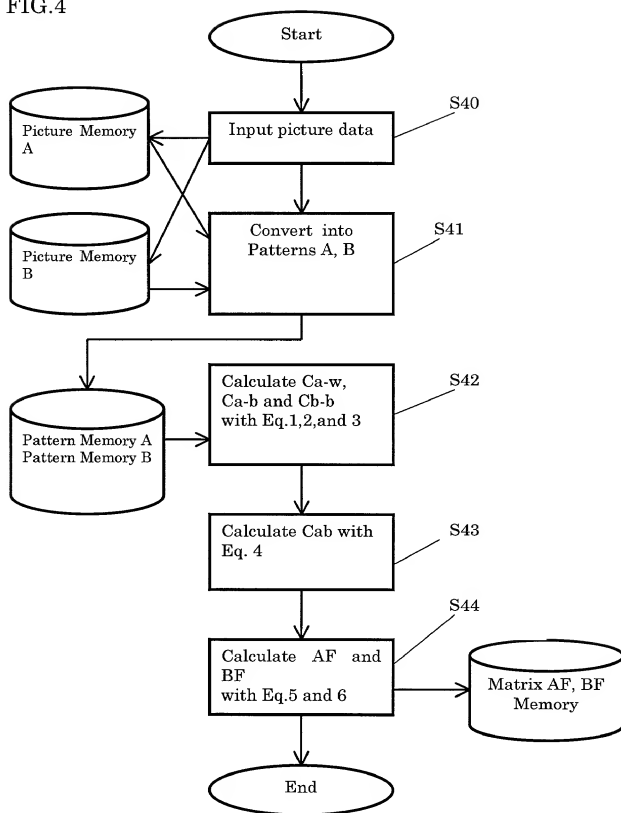 FIG.4
Start
Input picture data
S40
Picture Memory
A
Convert into
Patterns A, B
S41
Picture Memory
B
Calculate Ca-w,
Ca-b and Cb-b
with Eq.1,2,and 3
S42
Pattern Memory A
Pattern Memory B
Calculate Cab with
Eq. 4
S43
Calculate AF and
BF
with Eq.5 and 6
S44
Matrix AF, BF
Memory
End